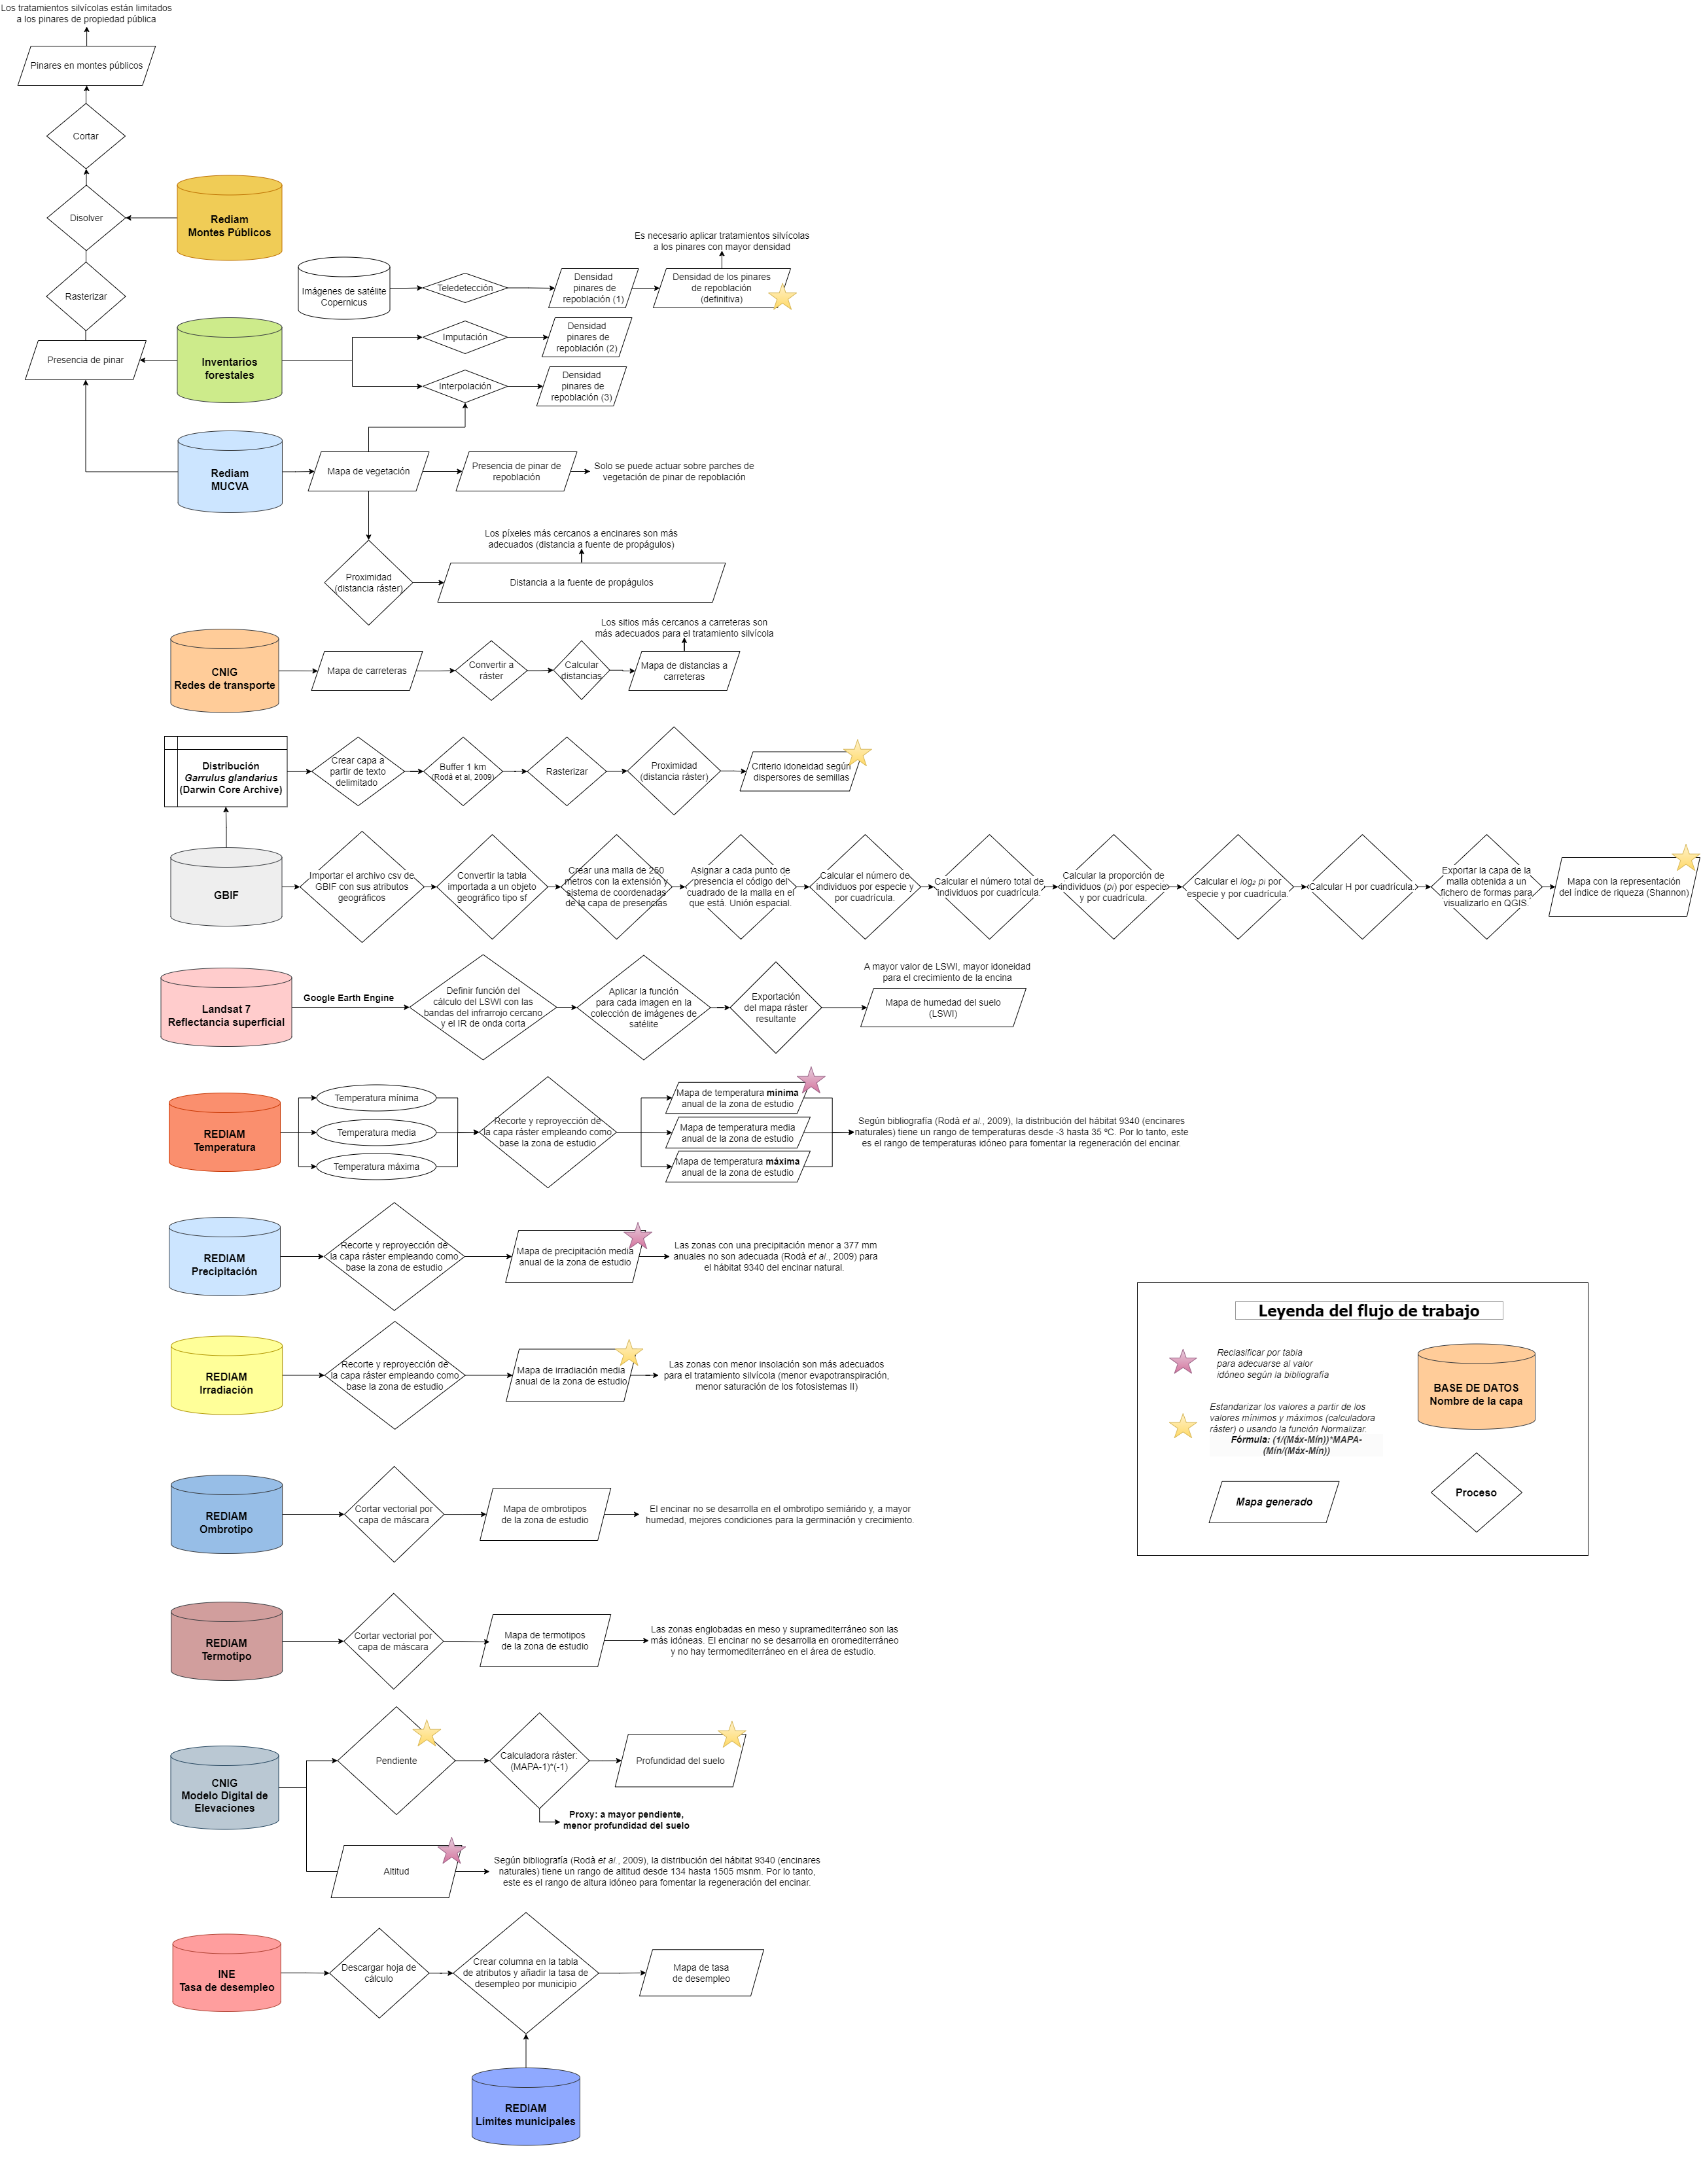 Los tratamientos silvícolas están limitados
a los pinares de propiedad pública
Pinares en montes públicos
Cortar
Disolver
Rediam
Montes Públicos
Rasterizar
Presencia de pinar
Inventarios
forestales
Imágenes de satélite
Copernicus
Teledetección
Densidad
pinares de
repoblación (1)
Es necesario aplicar tratamientos silvícolas
a los pinares con mayor densidad
Densidad de los pinares
de repoblación
(definitiva)
Imputación
Densidad
pinares de
repoblación (2)
Interpolación
Densidad
pinares de
repoblación (3)
Rediam
MUCVA
Mapa de vegetación
Presencia de pinar de
repoblación
Solo se puede actuar sobre parches de
vegetación de pinar de repoblación
Los píxeles más cercanos a encinares son más
adecuados (distancia a fuente de propágulos)
Proximidad
(distancia ráster)
Distancia a la fuente de propágulos
Los sitios más cercanos a carreteras son
más adecuados para el tratamiento silvícola
CNIG
Redes de transporte
Mapa de carreteras
Convertir a
ráster
Calcular
distancias
Mapa de distancias a
carreteras
Distribución
Garrulus glandarius
(Darwin Core Archive)
Crear capa a
partir de texto
delimitado
Buffer 1 km
(Rodà et al, 2009)
Rasterizar
Proximidad
(distancia ráster)
Criterio idoneidad según
dispersores de semillas
GBIF
Importar el archivo csv de
GBIF con sus atributos
geográficos
Convertir la tabla
importada a un objeto
geográfico tipo sf
Crear una malla de 250
metros con la extensión y
sistema de coordenadas
de la capa de presencias
Asignar a cada punto de
presencia el código del
cuadrado de la malla en el
que está. Unión espacial.
Calcular el número de
individuos por especie y
por cuadrícula.
Calcular el número total de
individuos por cuadrícula.
Calcular la proporción de
individuos (pi) por especie
y por cuadrícula.
Calcular el log₂ pi por
especie y por cuadrícula.
Calcular H por cuadrícula.
Exportar la capa de la
malla obtenida a un
fichero de formas para
visualizarlo en QGIS.
Mapa con la representación
del índice de riqueza (Shannon)
Landsat 7
Reflectancia superficial
Google Earth Engine
Definir función del
cálculo del LSWI con las
bandas del infrarrojo cercano
y el IR de onda corta
Aplicar la función
para cada imagen en la
colección de imágenes de
satélite
Exportación
del mapa ráster
resultante
A mayor valor de LSWI, mayor idoneidad
para el crecimiento de la encina
Mapa de humedad del suelo
(LSWI)
REDIAM
Temperatura
Temperatura mínima
Temperatura media
Temperatura máxima
Recorte y reproyección de
la capa ráster empleando como
base la zona de estudio
Mapa de temperatura mínima
anual de la zona de estudio
Mapa de temperatura media
anual de la zona de estudio
Mapa de temperatura máxima
anual de la zona de estudio
Según bibliografía (Rodà et al., 2009), la distribución del hábitat 9340 (encinares
naturales) tiene un rango de temperaturas desde -3 hasta 35 ºC. Por lo tanto, este
es el rango de temperaturas idóneo para fomentar la regeneración del encinar.
REDIAM
Precipitación
Recorte y reproyección de
la capa ráster empleando como
base la zona de estudio
Mapa de precipitación media
anual de la zona de estudio
Las zonas con una precipitación menor a 377 mm
anuales no son adecuada (Rodà et al., 2009) para
el hábitat 9340 del encinar natural.
REDIAM
Irradiación
Recorte y reproyección de
la capa ráster empleando como
base la zona de estudio
Mapa de irradiación media
anual de la zona de estudio
Las zonas con menor insolación son más adecuados
para el tratamiento silvícola (menor evapotranspiración,
menor saturación de los fotosistemas II)
Leyenda del flujo de trabajo
Reclasificar por tabla
para adecuarse al valor
idóneo según la bibliografía
Estandarizar los valores a partir de los
valores mínimos y máximos (calculadora
ráster) o usando la función Normalizar.
Fórmula: (1/(Máx-Mín))*MAPA-
(Mín/(Máx-Mín))
BASE DE DATOS
Nombre de la capa
Mapa generado
Proceso
REDIAM
Ombrotipo
Cortar vectorial por
capa de máscara
Mapa de ombrotipos
de la zona de estudio
El encinar no se desarrolla en el ombrotipo semiárido y, a mayor
humedad, mejores condiciones para la germinación y crecimiento.
REDIAM
Termotipo
Cortar vectorial por
capa de máscara
Mapa de termotipos
de la zona de estudio
Las zonas englobadas en meso y supramediterráneo son las
más idóneas. El encinar no se desarrolla en oromediterráneo
y no hay termomediterráneo en el área de estudio.
CNIG
Modelo Digital de
Elevaciones
Pendiente
Calculadora ráster:
(MAPA-1)*(-1)
Profundidad del suelo
Proxy: a mayor pendiente,
menor profundidad del suelo
Altitud
Según bibliografía (Rodà et al., 2009), la distribución del hábitat 9340 (encinares
naturales) tiene un rango de altitud desde 134 hasta 1505 msnm. Por lo tanto,
este es el rango de altura idóneo para fomentar la regeneración del encinar.
INE
Tasa de desempleo
Descargar hoja de
cálculo
Crear columna en la tabla
de atributos y añadir la tasa de
desempleo por municipio
Mapa de tasa
de desempleo
REDIAM
Límites municipales